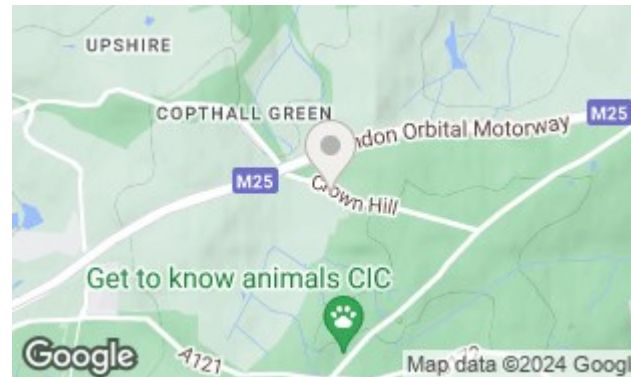 UPSHIRE
COPTHALL GREEN
ndon Orbital Motorway
M25
M25
Crown Hill
Get to know animals CIC
A121
Google
Map data ©2024 Googl